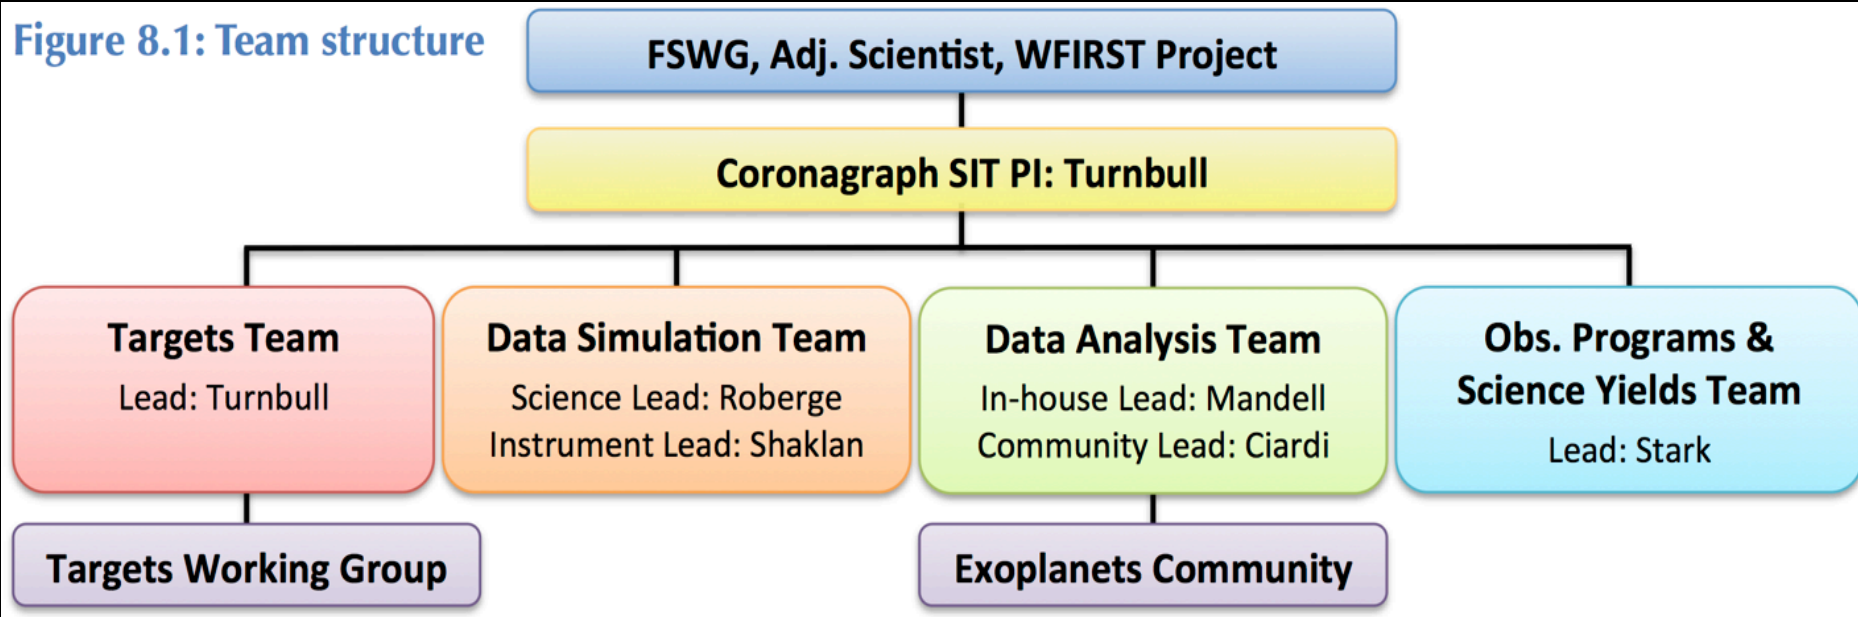 Figure 8.1: Team structure
FSWG, Adj. Scientist, WFIRST Project
Coronagraph SIT PI: Turnbull
Targets Team
Lead: Turnbull
Data Simulation Team
Science Lead: Roberge
Instrument Lead: Shaklan
Data Analysis Team
In-house Lead: Mandell
Community Lead: Ciardi
Obs. Programs &
Science Yields Team
Lead: Stark
Targets Working Group
Exoplanets Community